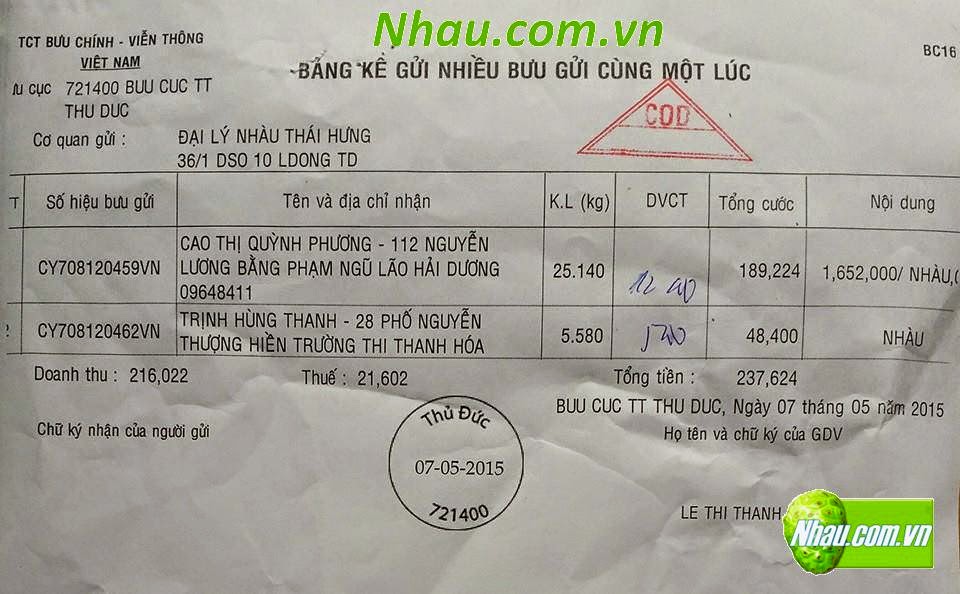 Nhau.com.vn
TCT BƯU CHÍNH - VIỄN THÔNG
VIỆT NAM
BC16
BẢNG KÊ GỬI NHIỀU BƯU GỬI CÙNG MỘT LÚC
cục 721400 BUU CUC TT
THU DUC
COD
Cơ quan gửi : ĐẠI LÝ NHÀU THÁI HƯNG
36/1 DSO 10 LDONG TD
T Số hiệu bưu gửi Tên và địa chỉ nhận K.L (kg) DVCT Tổng cước Nội dung
CAO THỊ QUỲNH PHƯƠNG - 112 NGUYỄN
CY708120459VN LƯƠNG BẰNG PHẠM NGŨ LÃO HẢI DƯƠNG 25.140 189,224 1,652,000/ NHÀU,
09648411
2 CY708120462VN TRỊNH HÙNG THANH - 28 PHỐ NGUYỄN 5.580 48,400 NHÀU
THƯỢNG HIỀN TRƯỜNG THI THANH HÓA
Doanh thu : 216,022 Thuế : 21,602 Tổng tiền : 237,624
BUU CUC TT THU DUC, Ngày 07 tháng 05 năm 2015
Chữ ký nhận của người gửi Họ tên và chữ ký của GDV
Thủ Đức
07-05-2015
721400
LE THI THANH
Nhau.com.vn